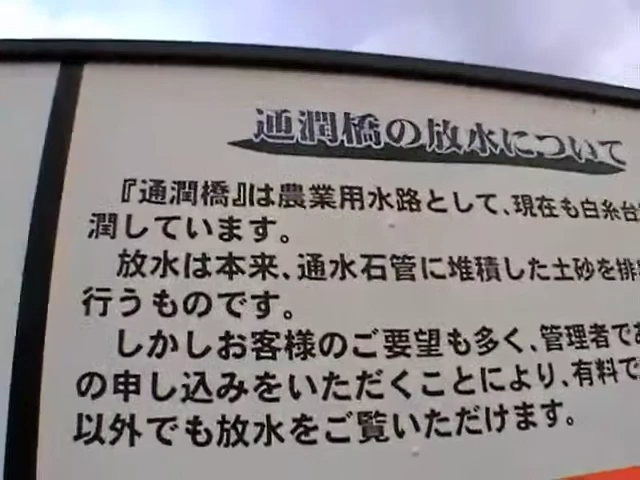 通潤橋の放水について
『通潤橋』は農業用水路として、現在も白糸台
潤しています。
放水は本来、通水石管に堆積した土砂を排
行うものです。
しかしお客様のご要望も多く、管理者で
の申し込みをいただくことにより、有料で
以外でも放水をご覧いただけます。